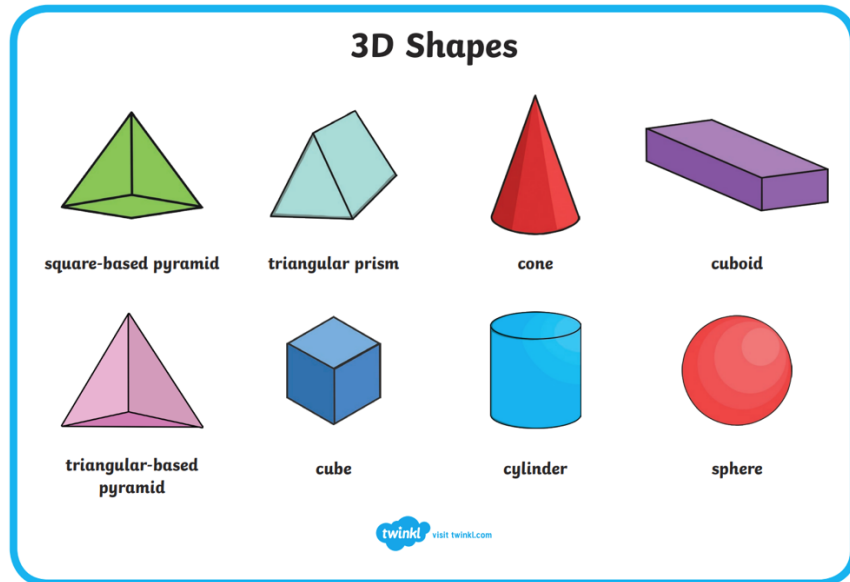 3D Shapes
square-based pyramid
triangular prism
cone
cuboid
triangular-based
pyramid
cube
cylinder
sphere
twinkl visit twinkl.com